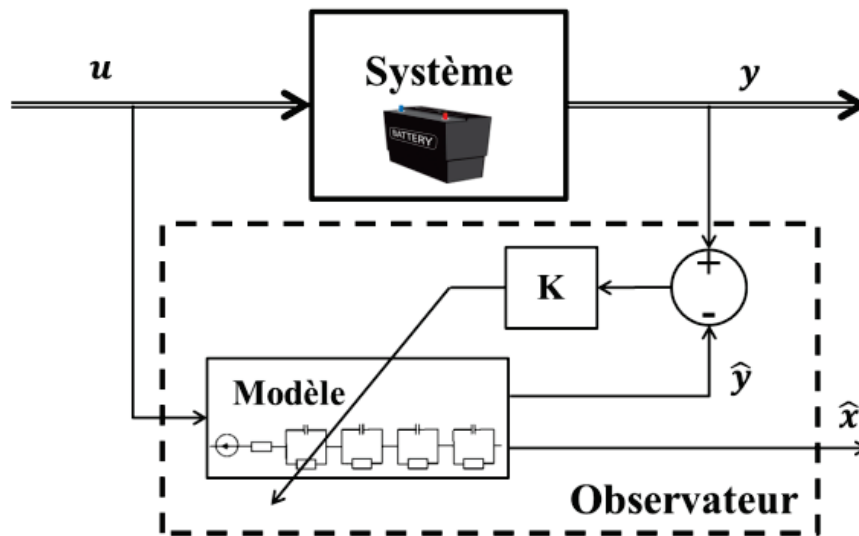 u
Système
y
BATTERY
K
+
-
Modèle
ŷ
x̂
Observateur